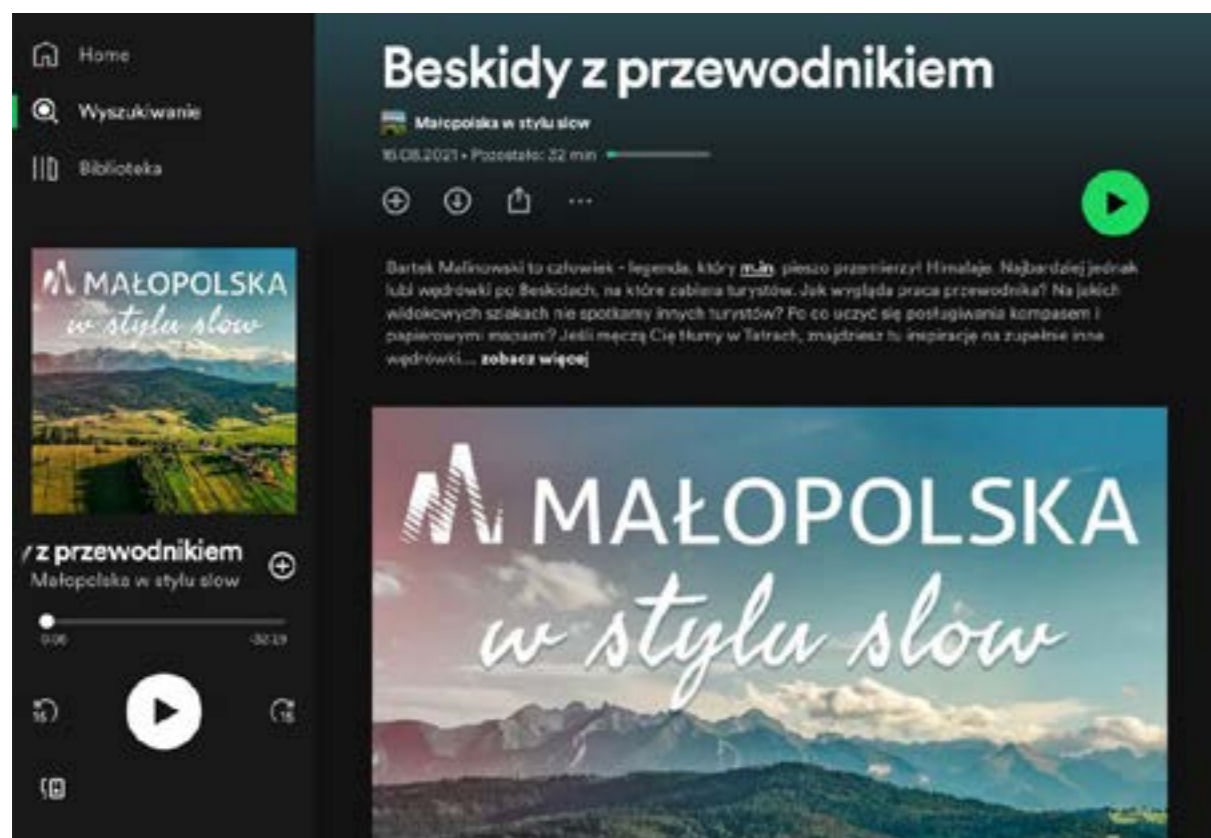 Home
Wyszukiwanie
Biblioteka
MAŁOPOLSKA
w stylu slow
z przewodnikiem
Małopolska w stylu slow
0:06
-32:19
15
15
Beskidy z przewodnikiem
Małopolska w stylu slow
16.08.2021 • Pozostało: 32 min
Bartek Malinowski to człowiek - legenda, który m.in. pieszo przemierzył Himalaje. Najbardziej jednak
lubi wędrówki po Beskidach, na które zabiera turystów. Jak wygląda praca przewodnika? Na jakich
widokowych szlakach nie spotkamy innych turystów? Po co uczyć się posługiwania kompasem i
papierowymi mapami? Jeśli męczą Cię tłumy w Tatrach, znajdziesz tu inspirację na zupełnie inne
wędrówki... zobacz więcej
MAŁOPOLSKA
w stylu slow